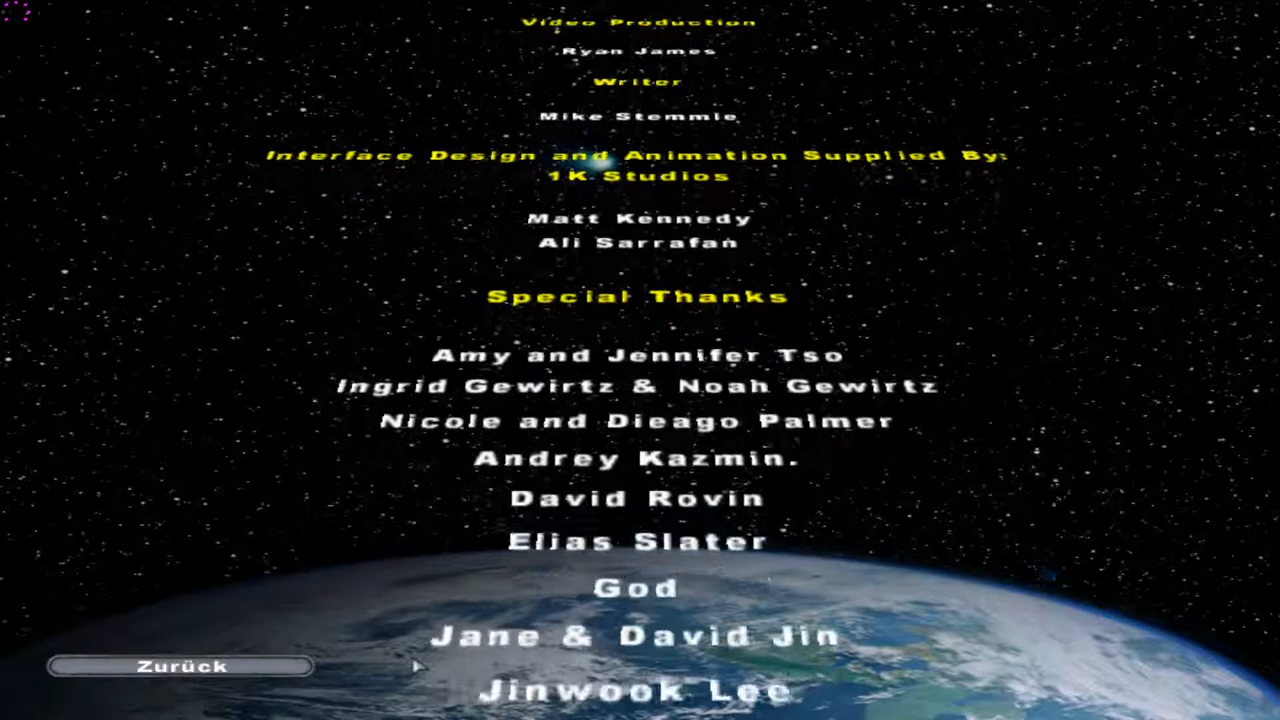 Video Production
Ryan James
Writer
Mike Stemmle
Interface Design and Animation Supplied By:
1K Studios
Matt Kennedy
Ali Sarrafan
Special Thanks
Amy and Jennifer Tso
Ingrid Gewirtz & Noah Gewirtz
Nicole and Dieago Palmer
Andrey Kazmin.
David Rovin
Elias Slater
God
Jane & David Jin
Zurück
Jinwook Lee